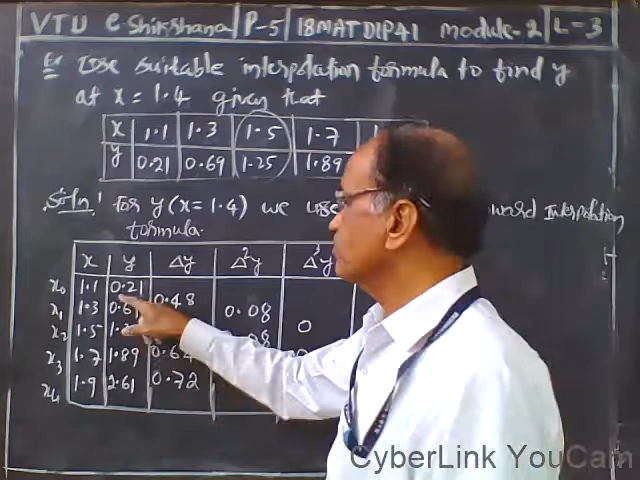 VTU e Shikshana | P-5 | 18MATDIP41 module-2 | L-3
Ex Use suitable interpolation formula to find y
at x = 1.4 given that
x 1.1 1.3 1.5 1.7
y 0.21 0.69 1.25 1.89
Soln for y(x=1.4) we use ward Interpolation
formula.
x y Δy Δ²y Δ³y
x₀ 1.1 0.21
0.48
x₁ 1.3 0.6 0.08
0
x₂ 1.5
0.64
x₃ 1.7 1.89
0.72
x₄ 1.9 2.61
CyberLink YouCam